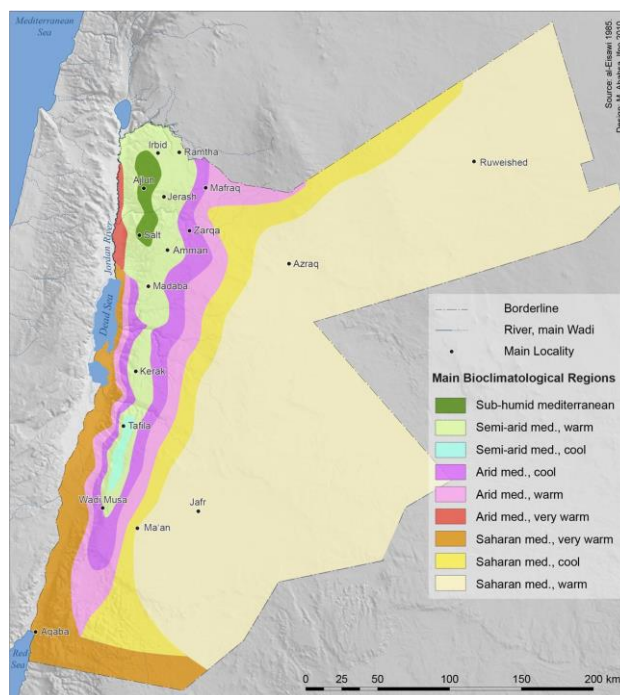 Mediterranean
Sea
Source: al-Eisawi 1985.
Irbid
Ramtha
Ruweished
Mafraq
Jerash
Zarqa
Salt
Amman
Jordan River
Azraq
Madaba
Dead Sea
Kerak
Tafila
Wadi Musa
Jafr
Ma'an
Aqaba
Red
Sea
Borderline
River, main Wadi
Main Locality
Main Bioclimatological Regions
Sub-humid mediterranean
Semi-arid med., warm
Semi-arid med., cool
Arid med., cool
Arid med., warm
Arid med., very warm
Saharan med., very warm
Saharan med., cool
Saharan med., warm
0 25 50 100 150 200 km